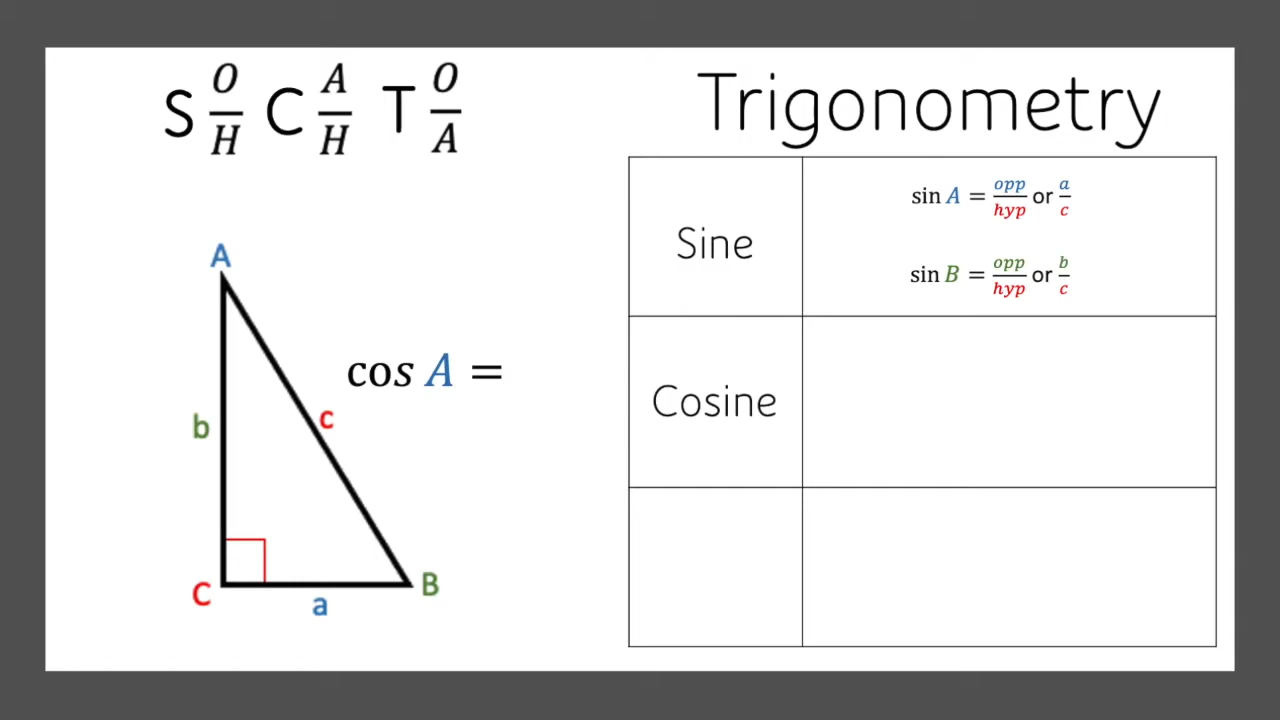 S O/H C A/H T O/A
Trigonometry
Sine
sin A = opp/hyp or a/c
sin B = opp/hyp or b/c
A
cos A =
c
b
Cosine
C
a
B